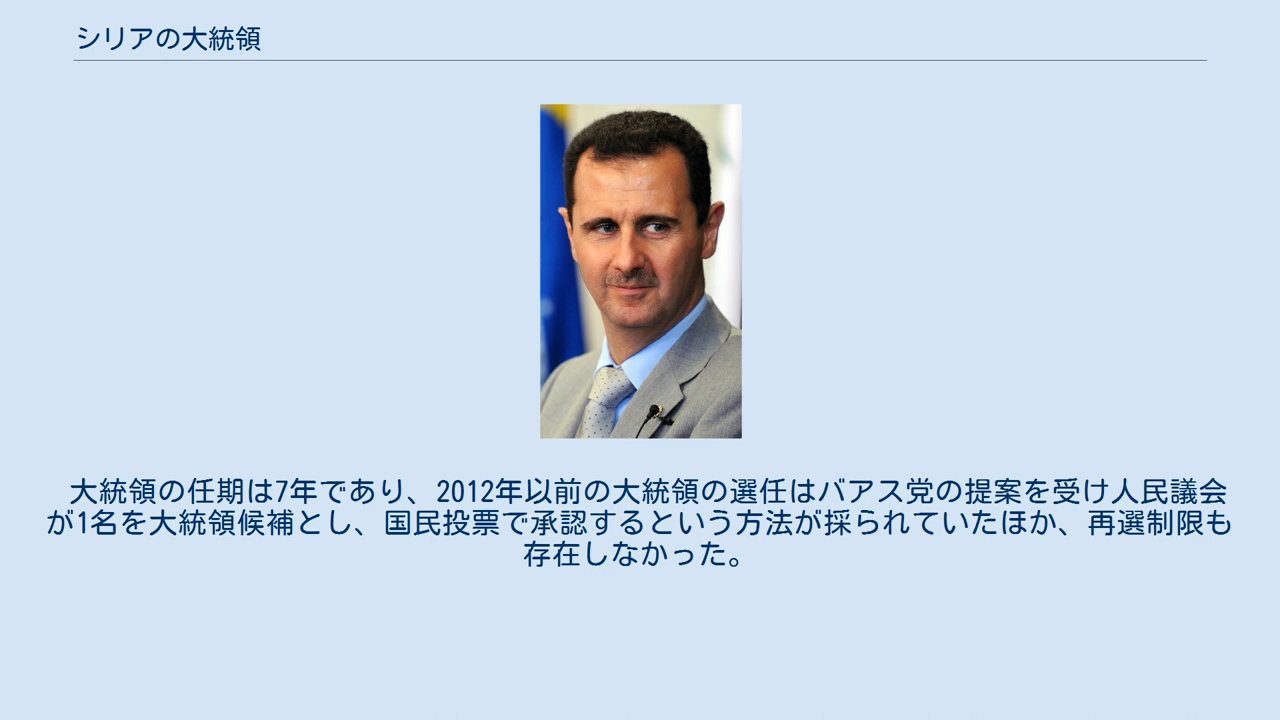 シリアの大統領
大統領の任期は7年であり、2012年以前の大統領の選任はバアス党の提案を受け人民議会
が1名を大統領候補とし、国民投票で承認するという方法が採られていたほか、再選制限も
存在しなかった。